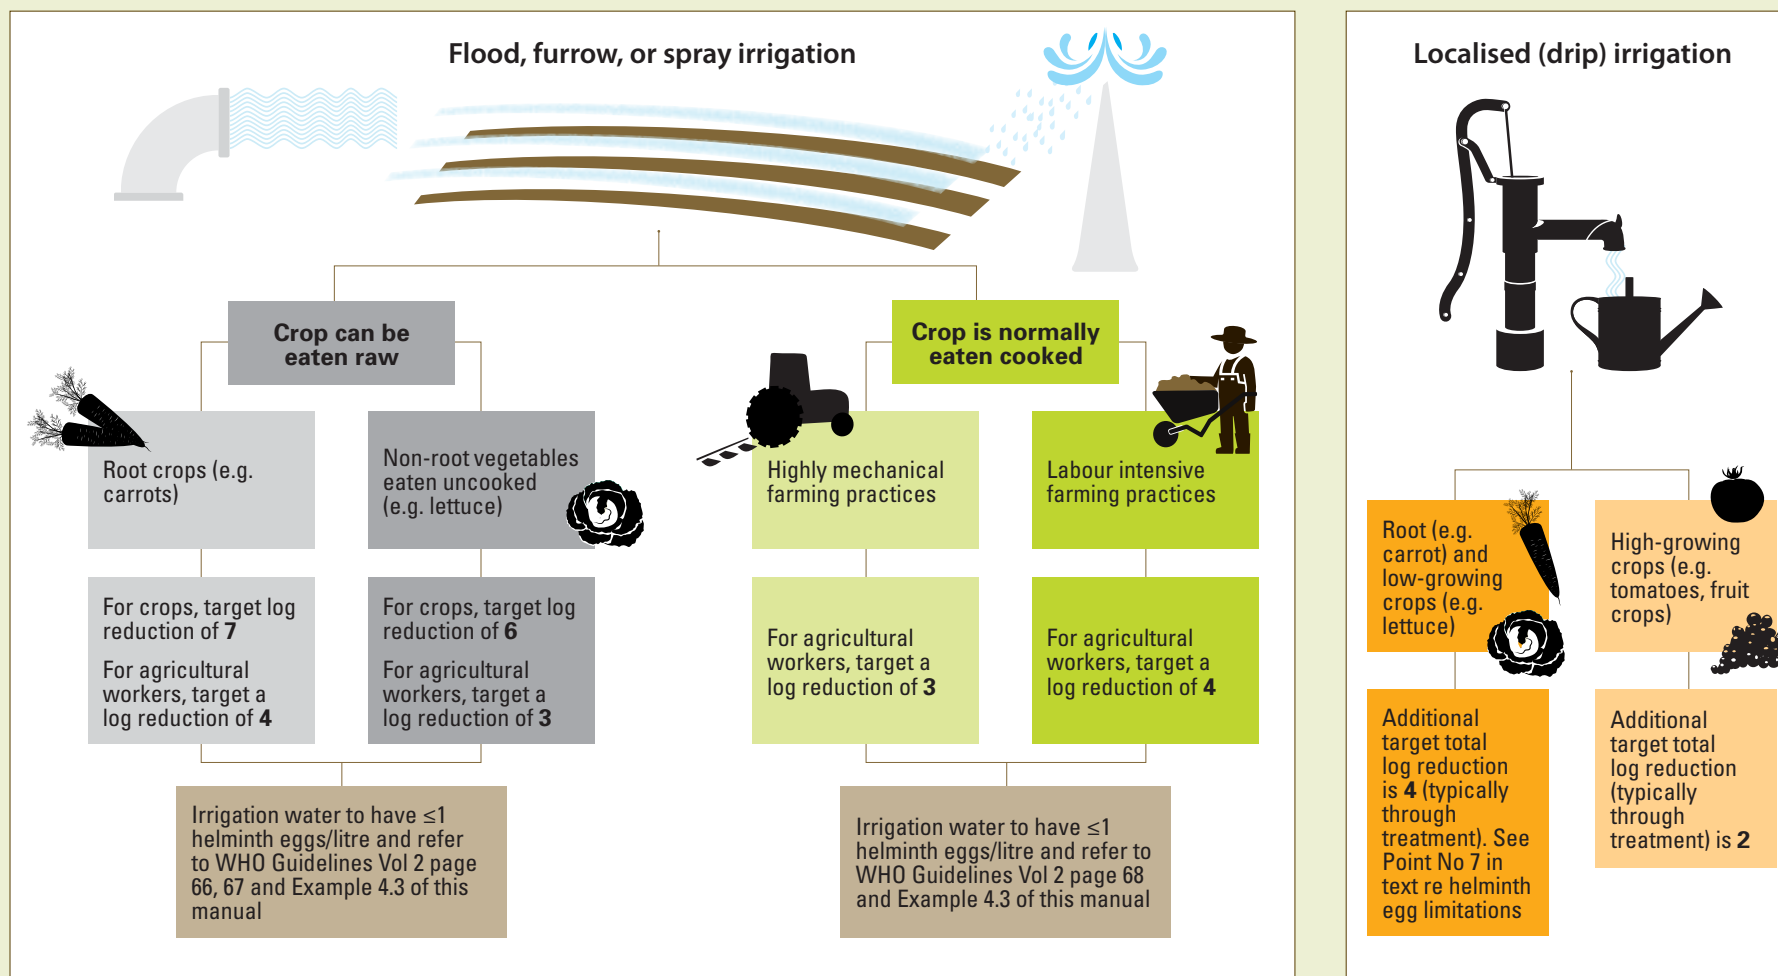 Flood, furrow, or spray irrigation
Crop can be
eaten raw
Root crops (e.g.
carrots)
Non-root vegetables
eaten uncooked
(e.g. lettuce)
For crops, target log
reduction of 7
For agricultural
workers, target a
log reduction of 4
For crops, target log
reduction of 6
For agricultural
workers, target a
log reduction of 3
Irrigation water to have ≤1
helminth eggs/litre and refer
to WHO Guidelines Vol 2 page
66, 67 and Example 4.3 of this
manual
Crop is normally
eaten cooked
Highly mechanical
farming practices
Labour intensive
farming practices
For agricultural
workers, target a
log reduction of 3
For agricultural
workers, target a
log reduction of 4
Irrigation water to have ≤1
helminth eggs/litre and refer to
WHO Guidelines Vol 2 page 68
and Example 4.3 of this manual
Localised (drip) irrigation
Root (e.g.
carrot) and
low-growing
crops (e.g.
lettuce)
High-growing
crops (e.g.
tomatoes, fruit
crops)
Additional
target total
log reduction
is 4 (typically
through
treatment). See
Point No 7 in
text re helminth
egg limitations
Additional
target total
log reduction
(typically
through
treatment) is 2